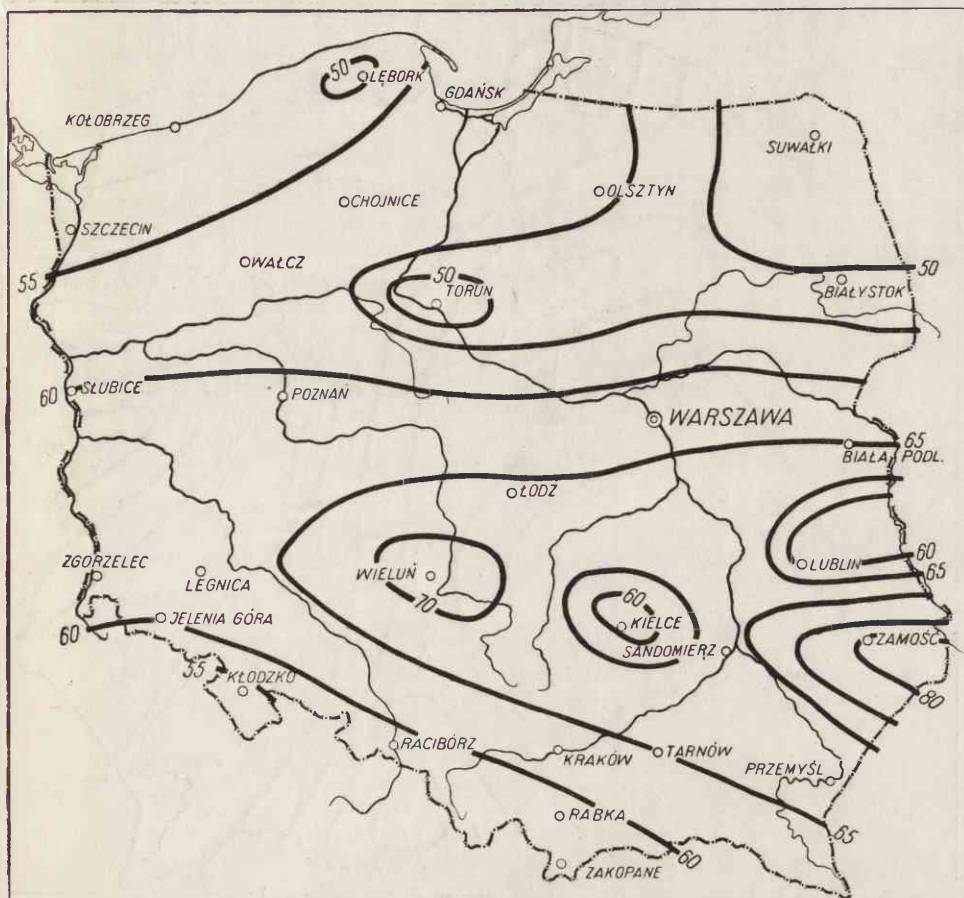 50
LĘBORK
GDAŃSK
KOŁOBRZEG
SUWAŁKI
OLSZTYN
CHOJNICE
SZCZECIN
WAŁCZ
55
50
50
TORUŃ
BIAŁYSTOK
60
SŁUBICE
POZNAŃ
WARSZAWA
65
BIAŁA PODL.
ŁÓDŹ
ZGORZELEC
LEGNICA
WIELUŃ
70
LUBLIN
60
65
60
KIELCE
JELENIA GÓRA
60
SANDOMIERZ
ZAMOŚĆ
55
KŁODZKO
80
RACIBÓRZ
KRAKÓW
TARNÓW
PRZEMYŚL
RABKA
65
60
ZAKOPANE